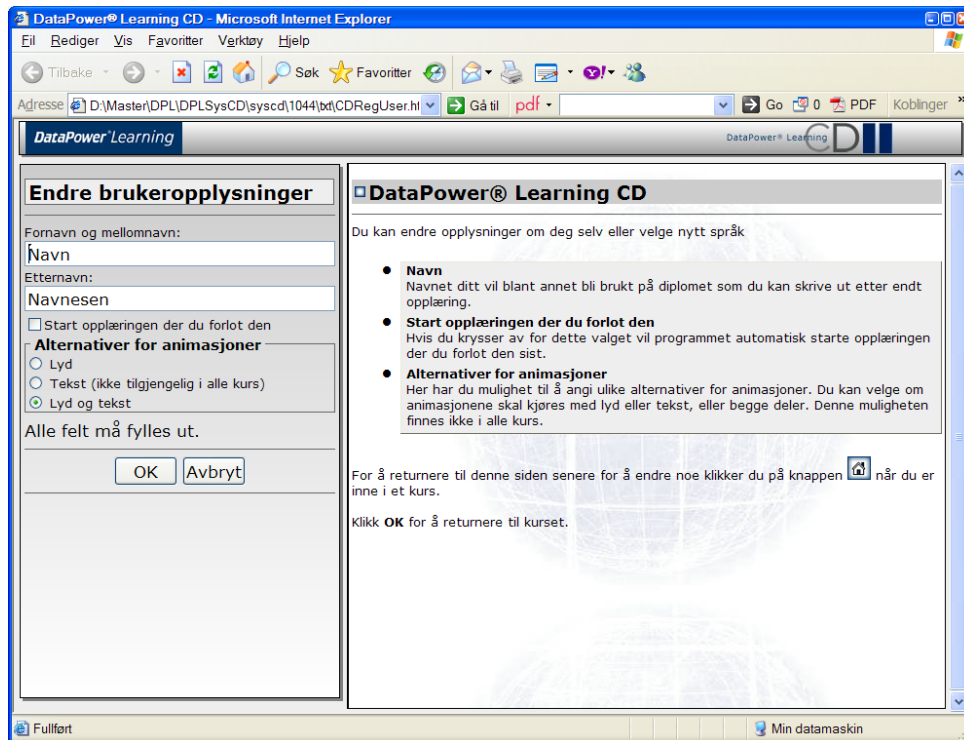 DataPower® Learning CD - Microsoft Internet Explorer
Fil Rediger Vis Favoritter Verktøy Hjelp
Tilbake Søk Favoritter
Adresse D:\Master\DPL\DPLSysCD\syscd\1044\txt\CDRegUser.ht Gå til pdf Go 0 PDF Koblinger »
DataPower® Learning
DataPower® Learning CD
Endre brukeropplysninger
Fornavn og mellomnavn:
Navn
Etternavn:
Navnesen
Start opplæringen der du forlot den
Alternativer for animasjoner
Lyd
Tekst (ikke tilgjengelig i alle kurs)
Lyd og tekst
Alle felt må fylles ut.
OK Avbryt
DataPower® Learning CD
Du kan endre opplysninger om deg selv eller velge nytt språk
Navn
Navnet ditt vil blant annet bli brukt på diplomet som du kan skrive ut etter endt
opplæring.
Start opplæringen der du forlot den
Hvis du krysser av for dette valget vil programmet automatisk starte opplæringen
der du forlot den sist.
Alternativer for animasjoner
Her har du mulighet til å angi ulike alternativer for animasjoner. Du kan velge om
animasjonene skal kjøres med lyd eller tekst, eller begge deler. Denne muligheten
finnes ikke i alle kurs.
For å returnere til denne siden senere for å endre noe klikker du på knappen når du er
inne i et kurs.
Klikk OK for å returnere til kurset.
Fullført Min datamaskin